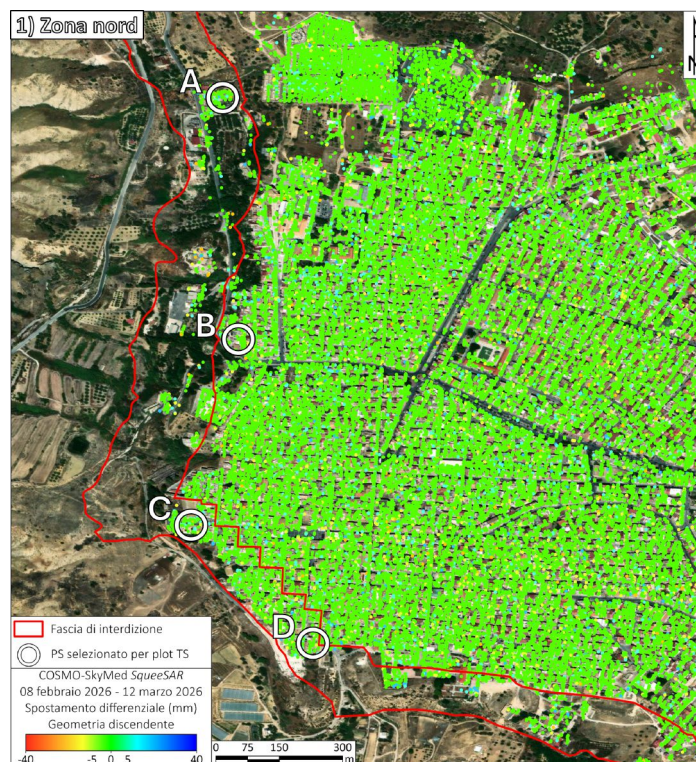 1) Zona nord
N
A
B
C
D
Fascia di interdizione
PS selezionato per plot TS
COSMO-SkyMed SqueeSAR
08 febbraio 2026 - 12 marzo 2026
Spostamento differenziale (mm)
Geometria discendente
-40 -5 0 5 40
0 75 150 300
m